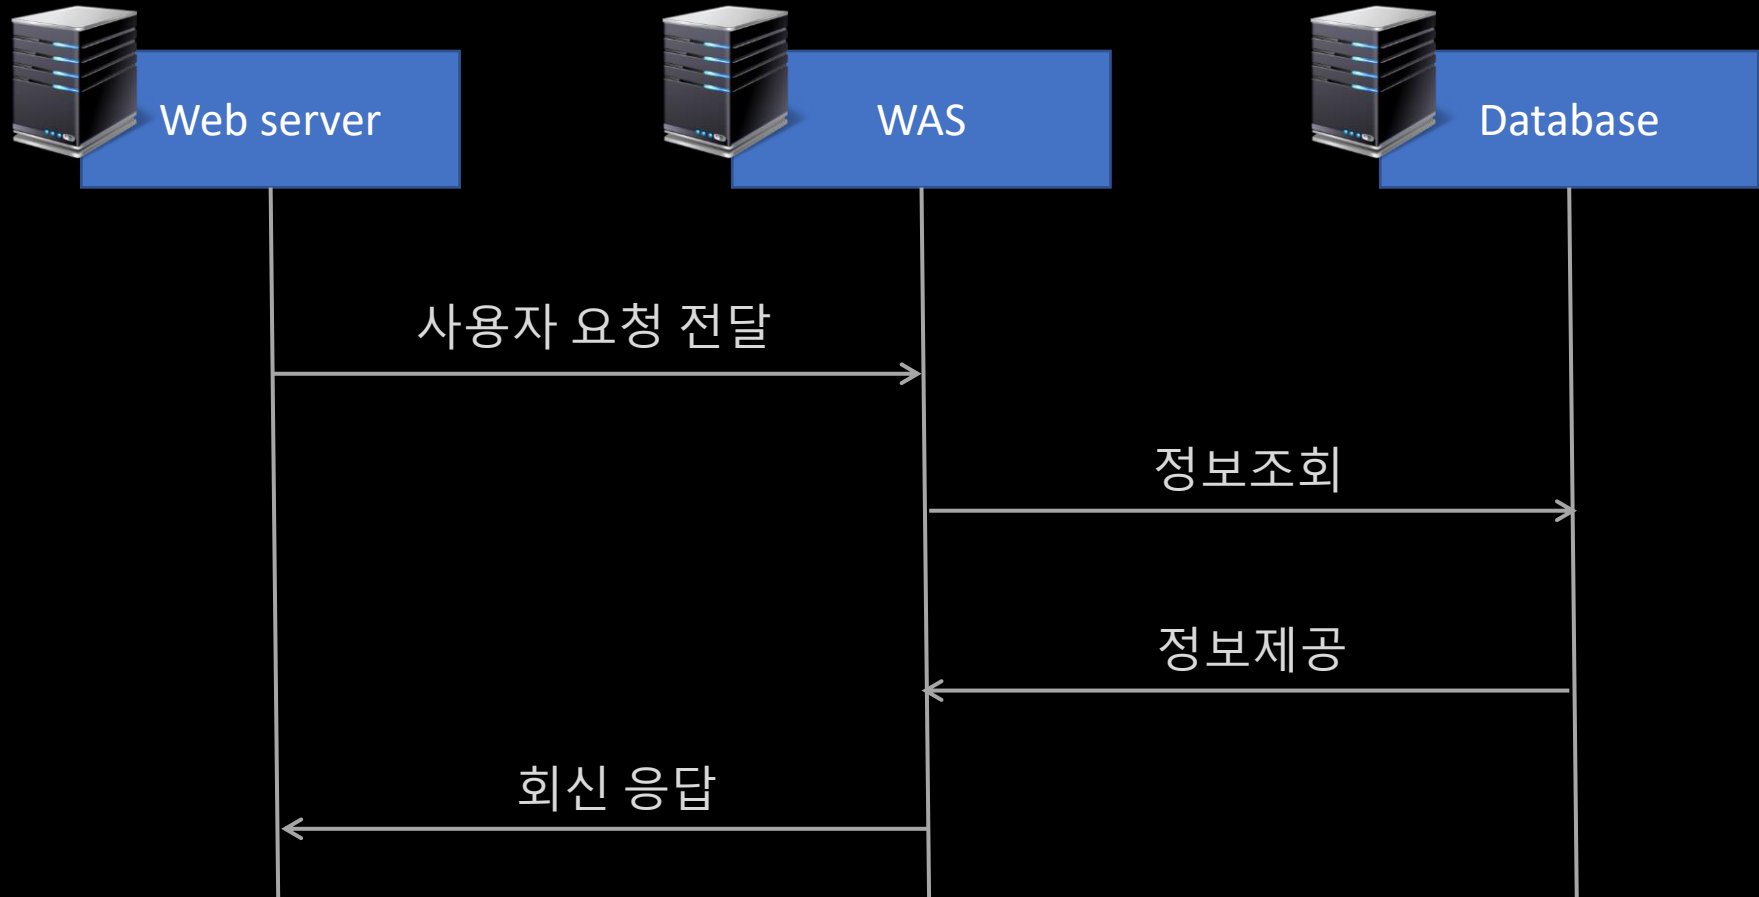 Web server
WAS
Database
사용자 요청 전달
정보조회
정보제공
회신 응답